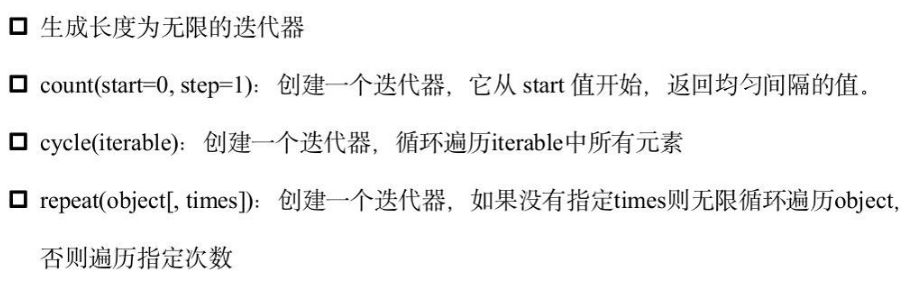 生成长度为无限的迭代器
count(start=0, step=1)：创建一个迭代器，它从 start 值开始，返回均匀间隔的值。
cycle(iterable)：创建一个迭代器，循环遍历iterable中所有元素
repeat(object[, times])：创建一个迭代器，如果没有指定times则无限循环遍历object,
否则遍历指定次数